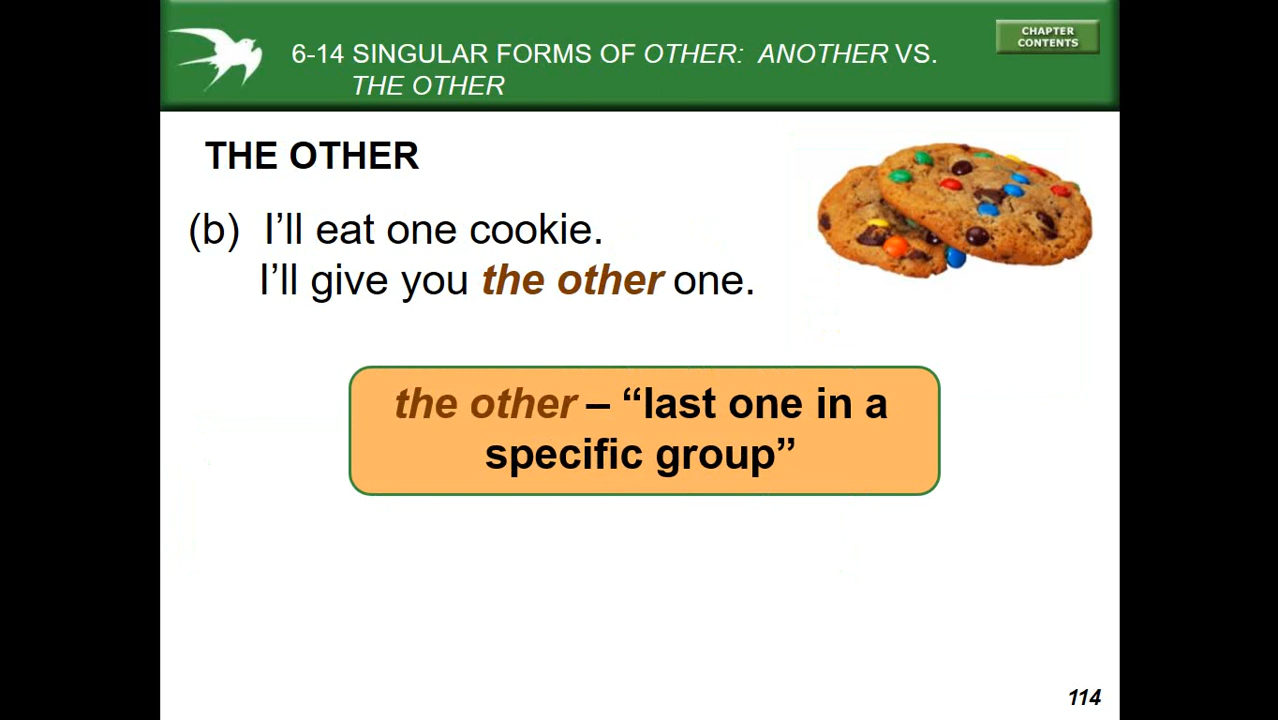 CHAPTER
CONTENTS
6-14 SINGULAR FORMS OF OTHER: ANOTHER VS.
THE OTHER
THE OTHER
(b) I’ll eat one cookie.
I’ll give you the other one.
the other – “last one in a
specific group”
114